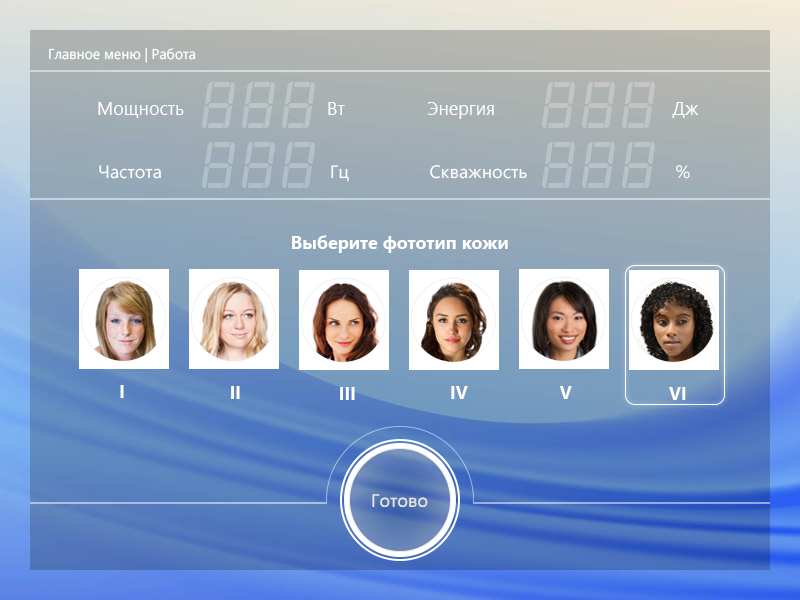 Главное меню | Работа
Мощность 888 Вт Энергия 888 Дж
Частота 888 Гц Скважность 888 %
Выберите фототип кожи
I II III IV V VI
Готово